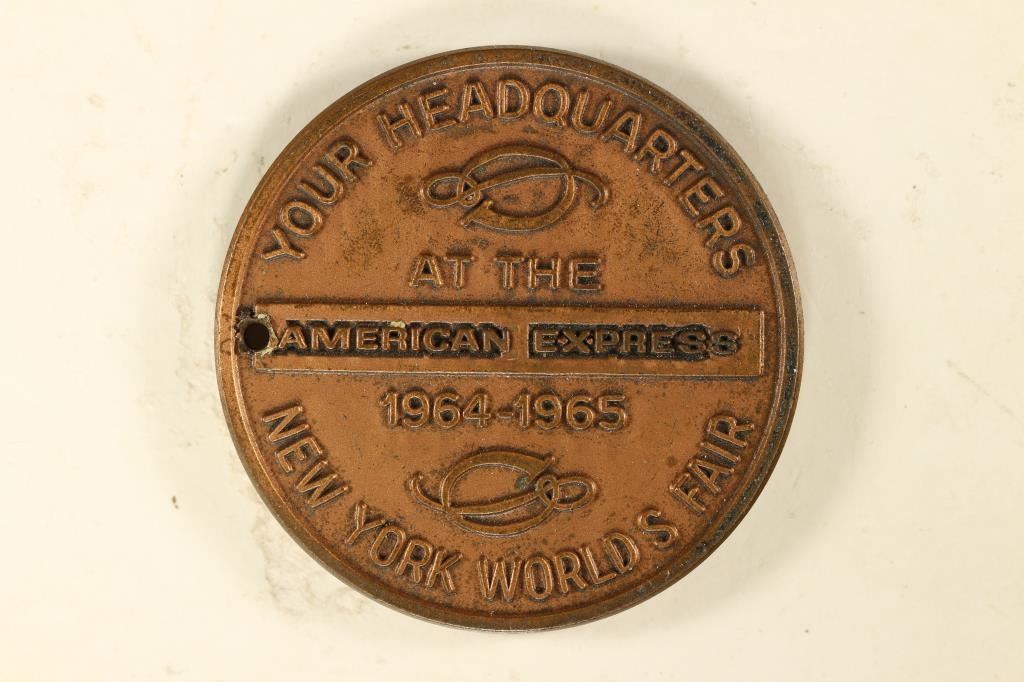 YOUR HEADQUARTERS
AT THE
AMERICAN EXPRESS
1964-1965
NEW YORK WORLD S FAIR